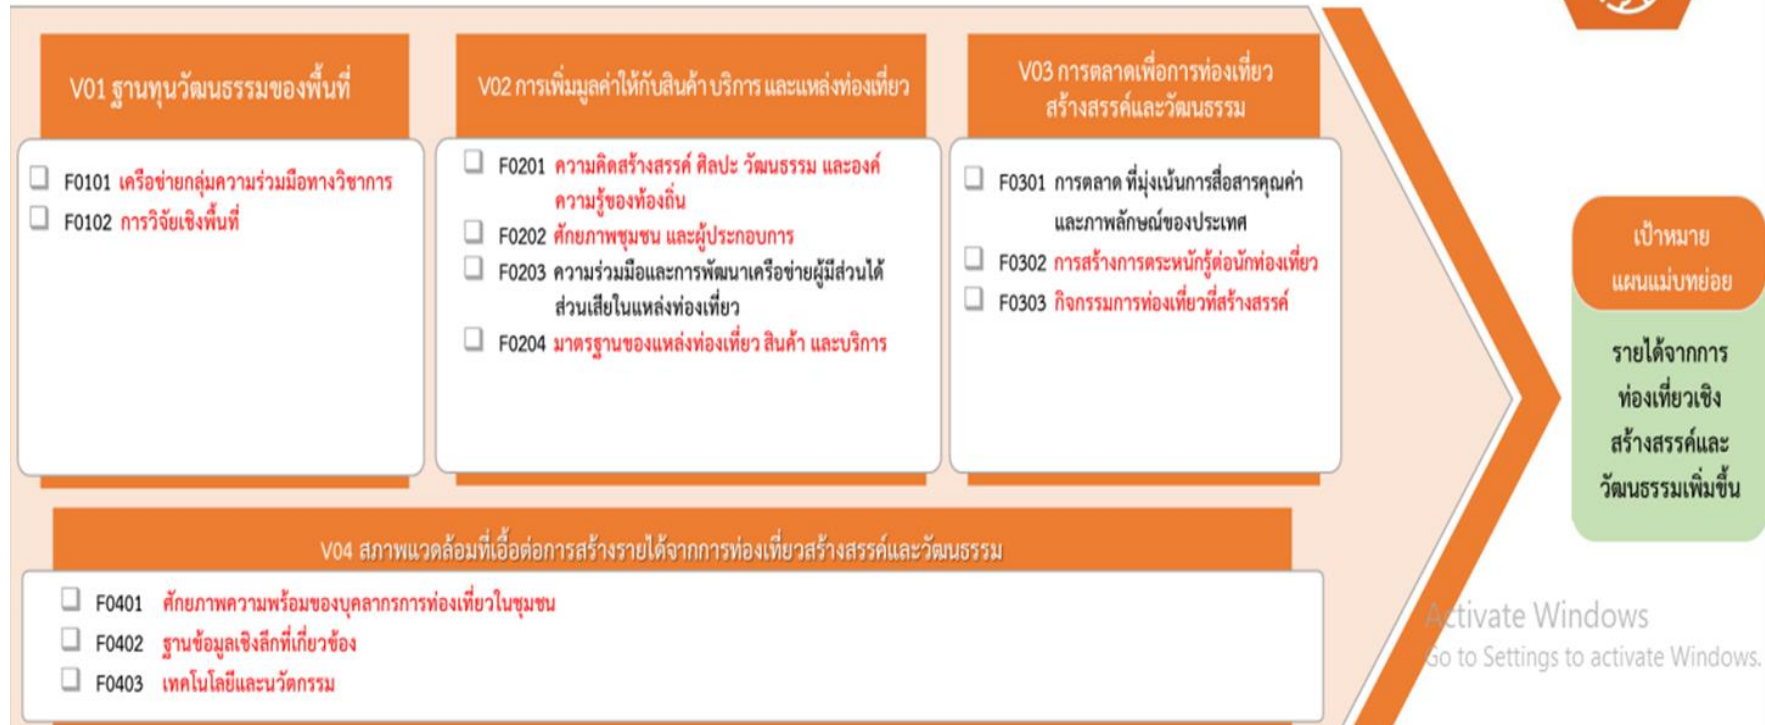 V01 ฐานทุนวัฒนธรรมของพื้นที่
F0101 เครือข่ายกลุ่มความร่วมมือทางวิชาการ
F0102 การวิจัยเชิงพื้นที่
V02 การเพิ่มมูลค่าให้กับสินค้า บริการ และแหล่งท่องเที่ยว
F0201 ความคิดสร้างสรรค์ ศิลปะ วัฒนธรรม และองค์
ความรู้ของท้องถิ่น
F0202 ศักยภาพชุมชน และผู้ประกอบการ
F0203 ความร่วมมือและการพัฒนาเครือข่ายผู้มีส่วนได้
ส่วนเสียในแหล่งท่องเที่ยว
F0204 มาตรฐานของแหล่งท่องเที่ยว สินค้า และบริการ
V03 การตลาดเพื่อการท่องเที่ยว
สร้างสรรค์และวัฒนธรรม
F0301 การตลาด ที่มุ่งเน้นการสื่อสารคุณค่า
และภาพลักษณ์ของประเทศ
F0302 การสร้างการตระหนักรู้ต่อนักท่องเที่ยว
F0303 กิจกรรมการท่องเที่ยวที่สร้างสรรค์
V04 สภาพแวดล้อมที่เอื้อต่อการสร้างรายได้จากการท่องเที่ยวสร้างสรรค์และวัฒนธรรม
F0401 ศักยภาพความพร้อมของบุคลากรการท่องเที่ยวในชุมชน
F0402 ฐานข้อมูลเชิงลึกที่เกี่ยวข้อง
F0403 เทคโนโลยีและนวัตกรรม
เป้าหมาย
แผนแม่บทย่อย
รายได้จากการ
ท่องเที่ยวเชิง
สร้างสรรค์และ
วัฒนธรรมเพิ่มขึ้น
Activate Windows
Go to Settings to activate Windows.